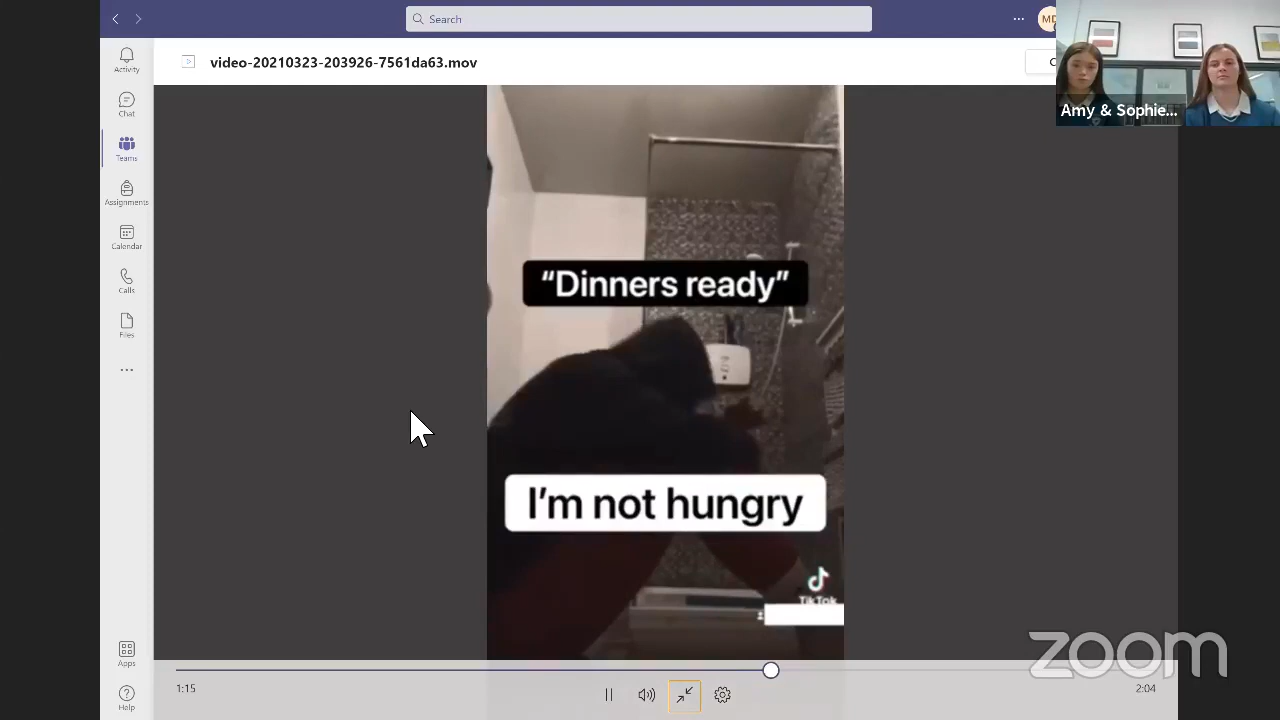 Search
MD
Activity
video-20210323-203926-7561da63.mov
Chat
Amy & Sophie...
Teams
Assignments
Calendar
Calls
Files
“Dinners ready”
I’m not hungry
TikTok
Apps
Help
1:15
2:04
zoom